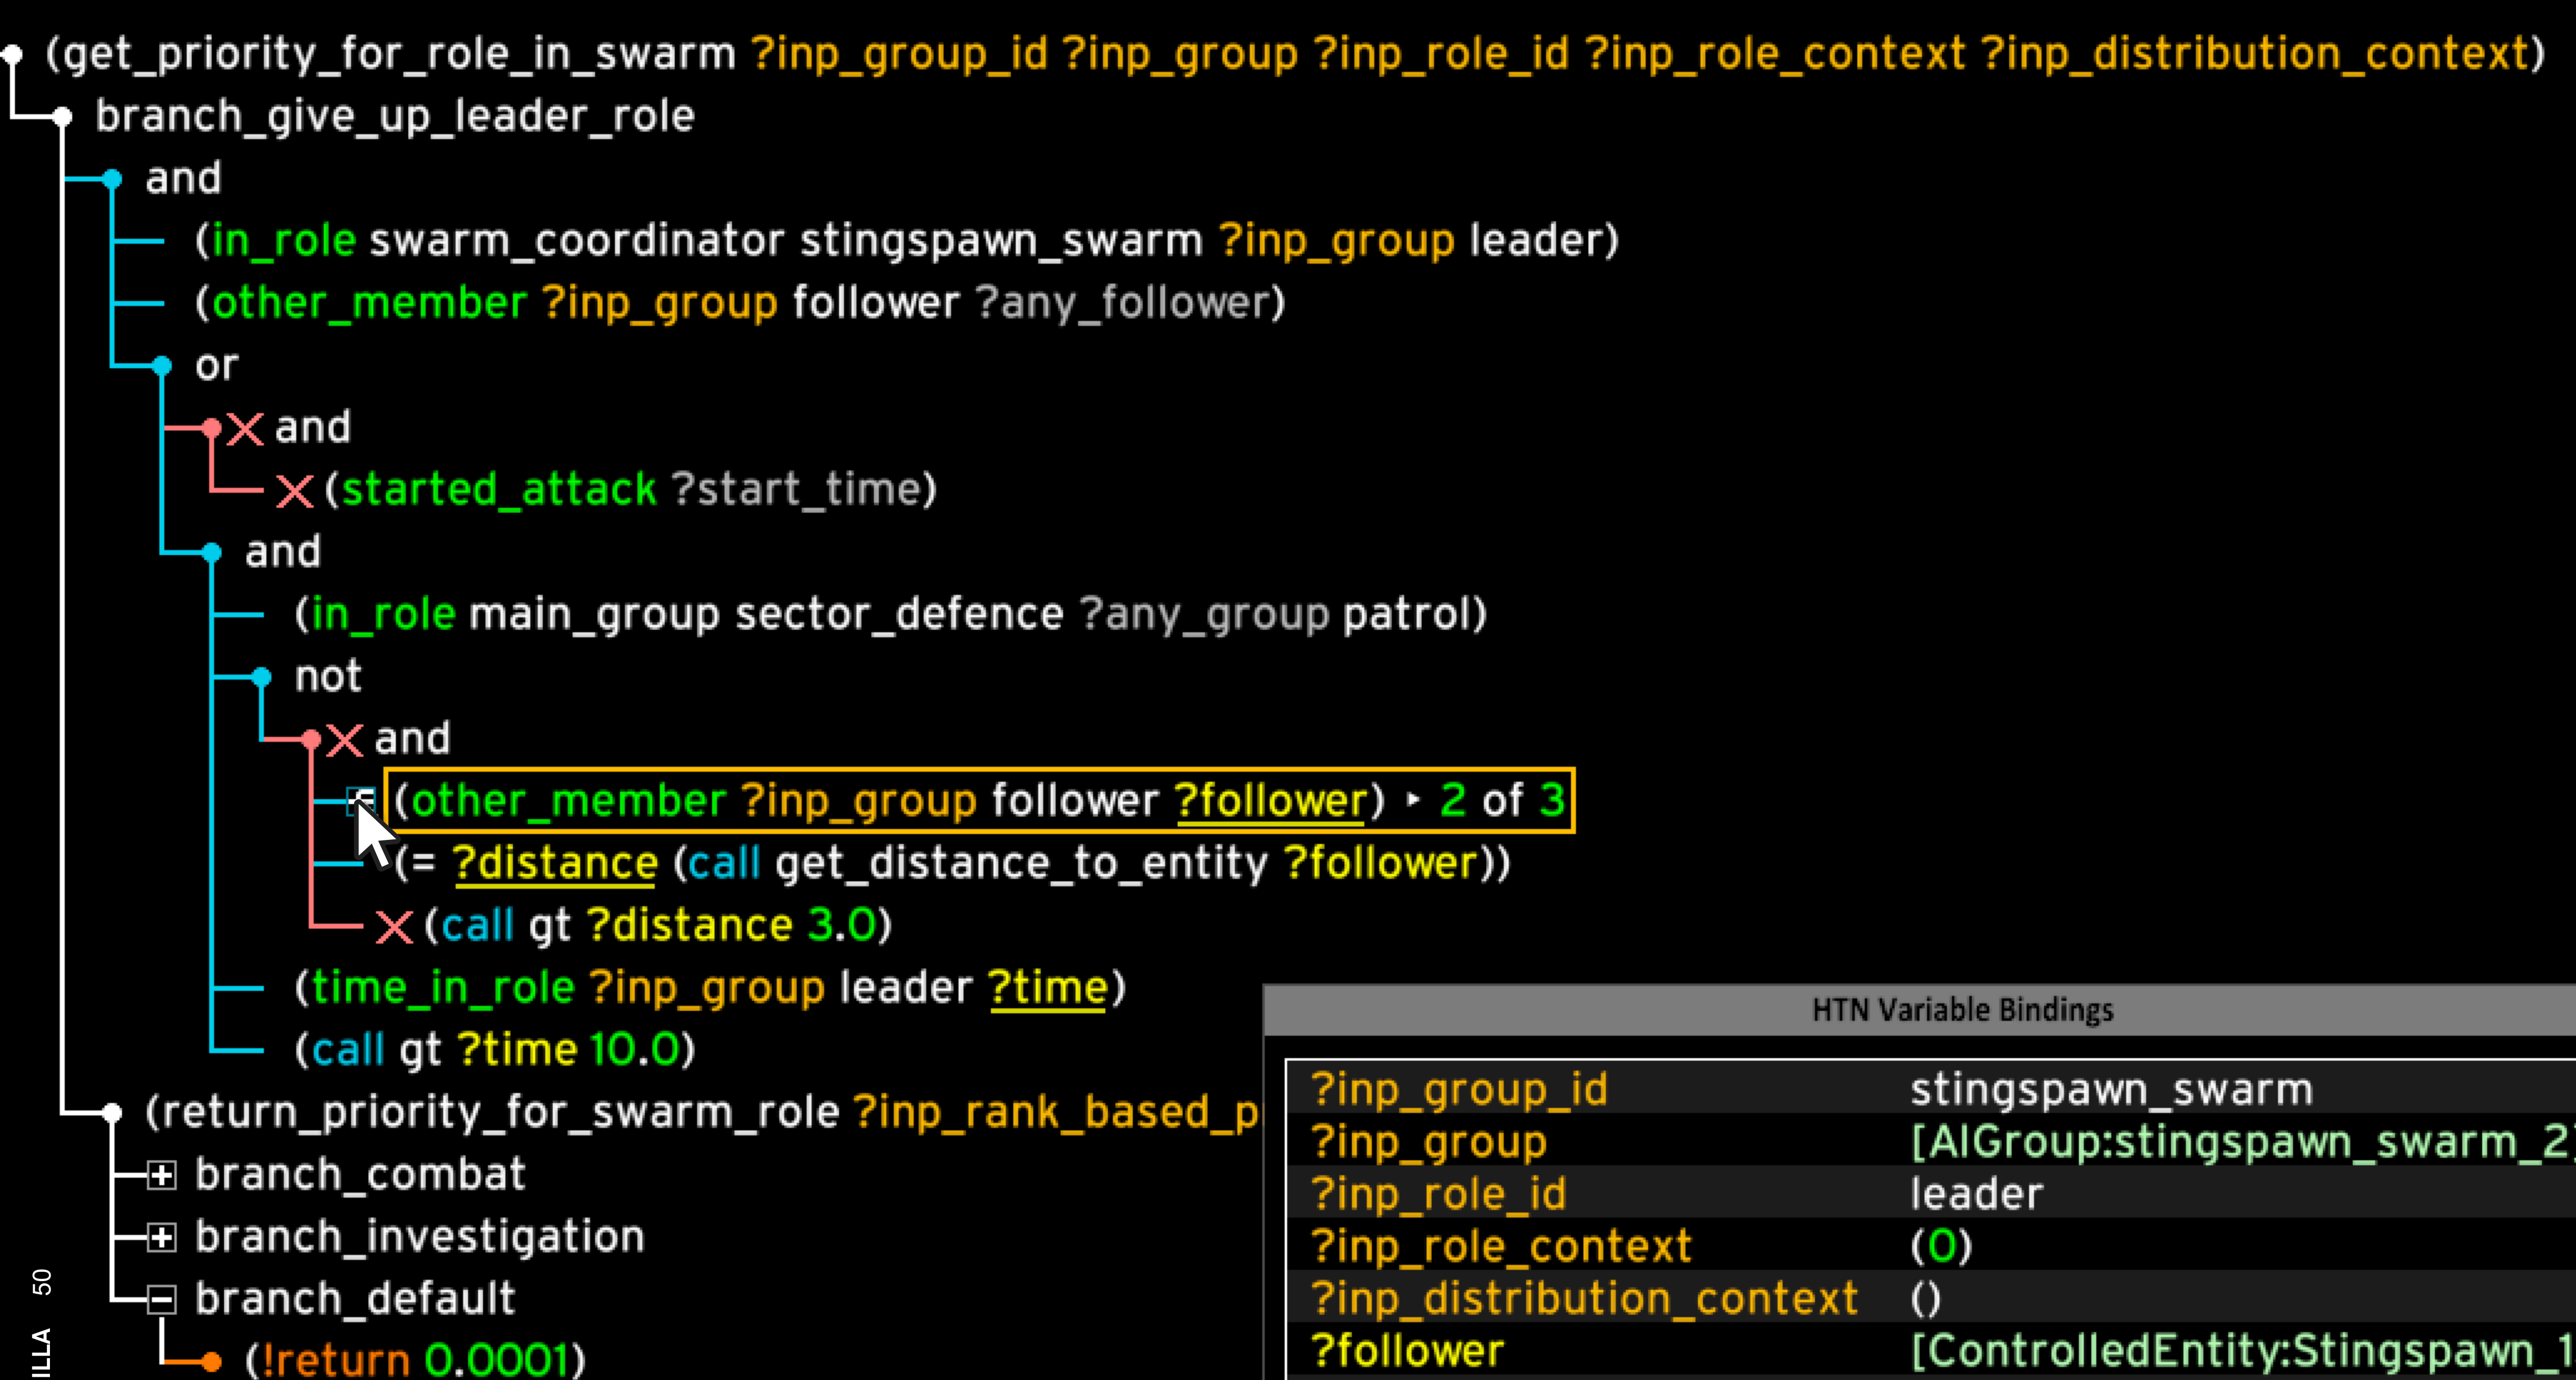 (get_priority_for_role_in_swarm ?inp_group_id ?inp_group ?inp_role_id ?inp_role_context ?inp_distribution_context)
branch_give_up_leader_role
and
(in_role swarm_coordinator stingspawn_swarm ?inp_group leader)
(other_member ?inp_group follower ?any_follower)
or
and
(started_attack ?start_time)
and
(in_role main_group sector_defence ?any_group patrol)
not
and
(other_member ?inp_group follower ?follower) ‣ 2 of 3
(= ?distance (call get_distance_to_entity ?follower))
(call gt ?distance 3.0)
(time_in_role ?inp_group leader ?time)
(call gt ?time 10.0)
(return_priority_for_swarm_role ?inp_rank_based_p
branch_combat
branch_investigation
branch_default
(!return 0.0001)
HTN Variable Bindings
?inp_group_id stingspawn_swarm
?inp_group [AIGroup:stingspawn_swarm_2]
?inp_role_id leader
?inp_role_context (0)
?inp_distribution_context ()
?follower [ControlledEntity:Stingspawn_1
ILLA 50